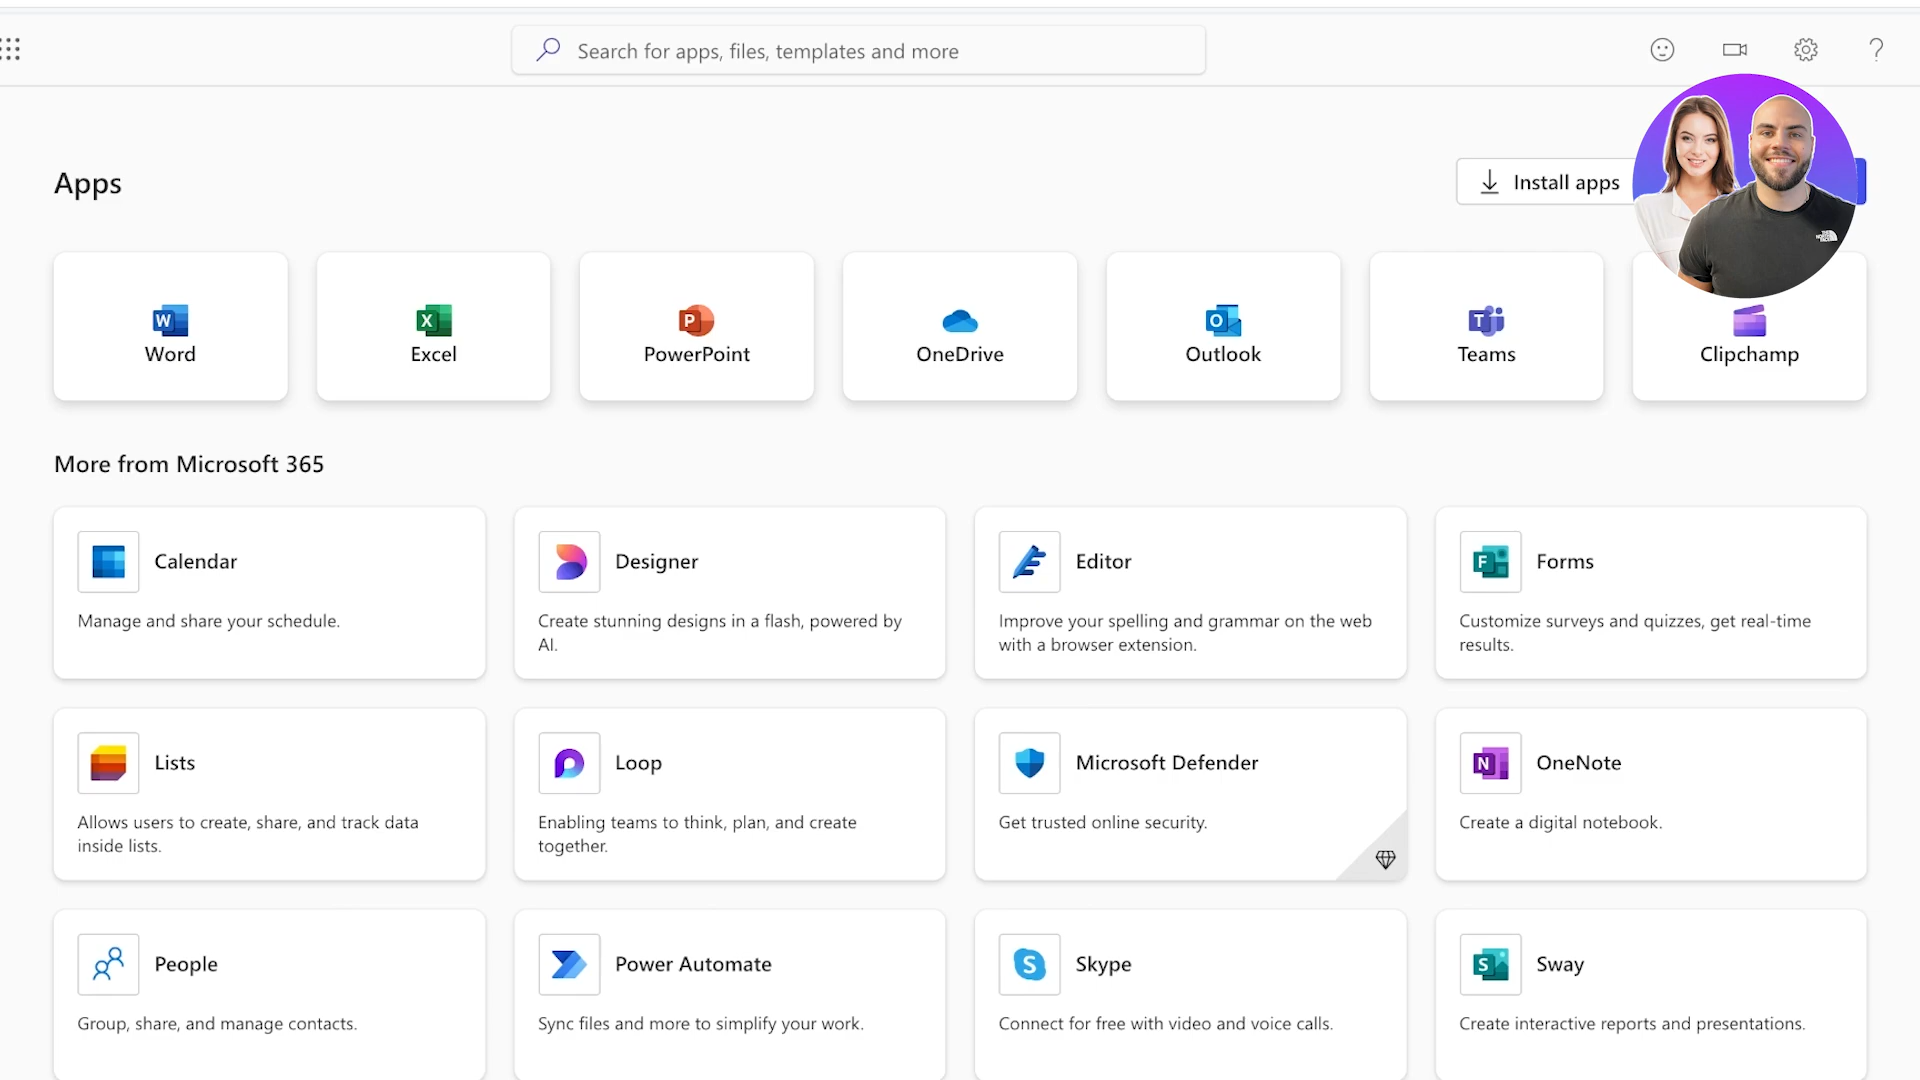 Search for apps, files, templates and more
Apps
Install apps
Word
Excel
PowerPoint
OneDrive
Outlook
Teams
Clipchamp
More from Microsoft 365
Calendar
Manage and share your schedule.
Designer
Create stunning designs in a flash, powered by
AI.
Editor
Improve your spelling and grammar on the web
with a browser extension.
Forms
Customize surveys and quizzes, get real-time
results.
Lists
Allows users to create, share, and track data
inside lists.
Loop
Enabling teams to think, plan, and create
together.
Microsoft Defender
Get trusted online security.
OneNote
Create a digital notebook.
People
Group, share, and manage contacts.
Power Automate
Sync files and more to simplify your work.
Skype
Connect for free with video and voice calls.
Sway
Create interactive reports and presentations.